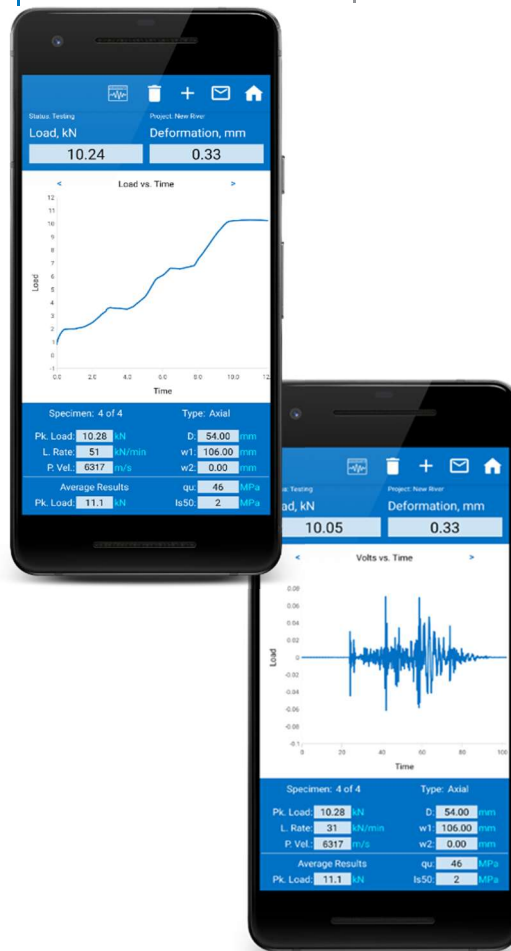 Status: Testing Project: New River
Load, kN Deformation, mm
10.24 0.33
< Load vs. Time >
12
11
10
9
8
7
6
5
4
3
2
1
0
-1
Load
0.0 2.0 4.0 6.0 8.0 10.0 12.
Time
Specimen: 4 of 4 Type: Axial
Pk. Load: 10.28 kN D: 54.00 mm
L. Rate: 51 kN/min w1: 106.00 mm
P. Vel.: 6317 m/s w2: 0.00 mm
Average Results qu: 46 MPa
Pk. Load: 11.1 kN Is50: 2 MPa
Testing Project: New River
ad, kN Deformation, mm
10.05 0.33
< Volts vs. Time >
0.08
0.06
0.04
0.02
0
-0.02
-0.04
-0.06
-0.08
-0.1
Load
0 20 40 60 80 100
Time
Specimen: 4 of 4 Type: Axial
Pk. Load: 10.28 kN D: 54.00 mm
L. Rate: 31 kN/min w1: 106.00 mm
P. Vel.: 6317 m/s w2: 0.00 mm
Average Results qu: 46 MPa
Pk. Load: 11.1 kN Is50: 2 MPa